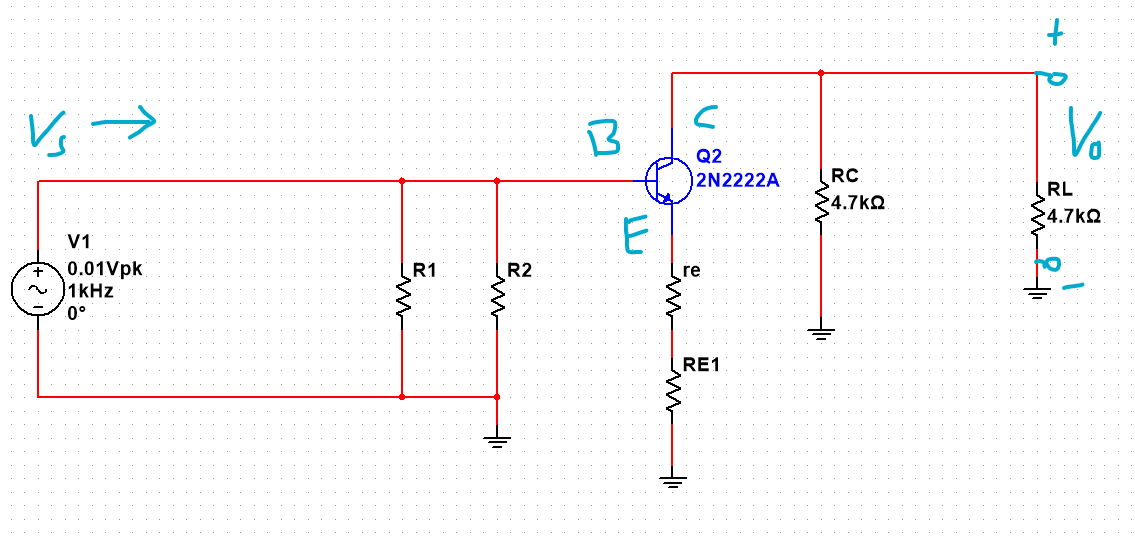 Vs →
B
C
Q2
2N2222A
E
V1
0.01Vpk
1kHz
0°
R1
R2
re
RE1
RC
4.7kΩ
+
Vo
RL
4.7kΩ
-